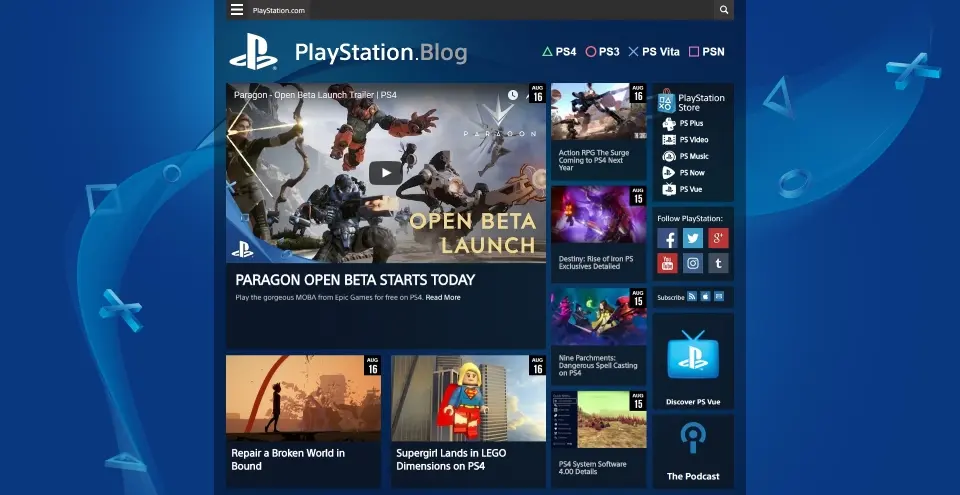 PlayStation.com
PlayStation.Blog
PS4
PS3
PS Vita
PSN
Paragon - Open Beta Launch Trailer | PS4
AUG
16
PARAGON
OPEN BETA
LAUNCH
PARAGON OPEN BETA STARTS TODAY
Play the gorgeous MOBA from Epic Games for free on PS4. Read More
AUG
16
Repair a Broken World in
Bound
AUG
16
Supergirl Lands in LEGO
Dimensions on PS4
AUG
16
Action RPG The Surge
Coming to PS4 Next
Year
AUG
15
Destiny: Rise of Iron PS
Exclusives Detailed
AUG
15
Nine Parchments:
Dangerous Spell Casting
on PS4
AUG
15
PS4 System Software
4.00 Details
PlayStation
Store
PS Plus
PS Video
PS Music
PS Now
PS Vue
Follow PlayStation:
f
g+
You
Tube
t
Subscribe
Discover PS Vue
The Podcast